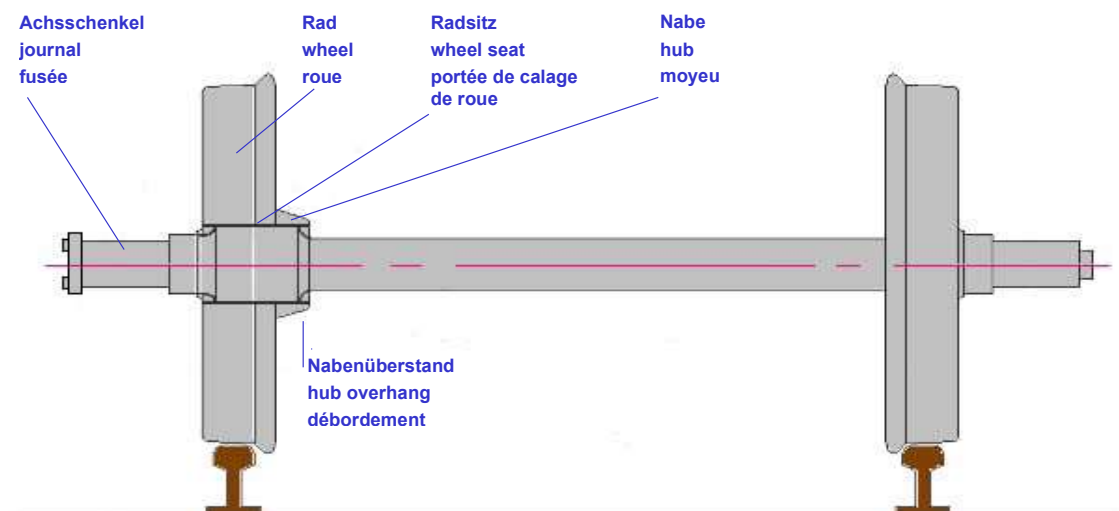 Achsschenkel
journal
fusée
Rad
wheel
roue
Radsitz
wheel seat
portée de calage
de roue
Nabe
hub
moyeu
Nabenüberstand
hub overhang
débordement